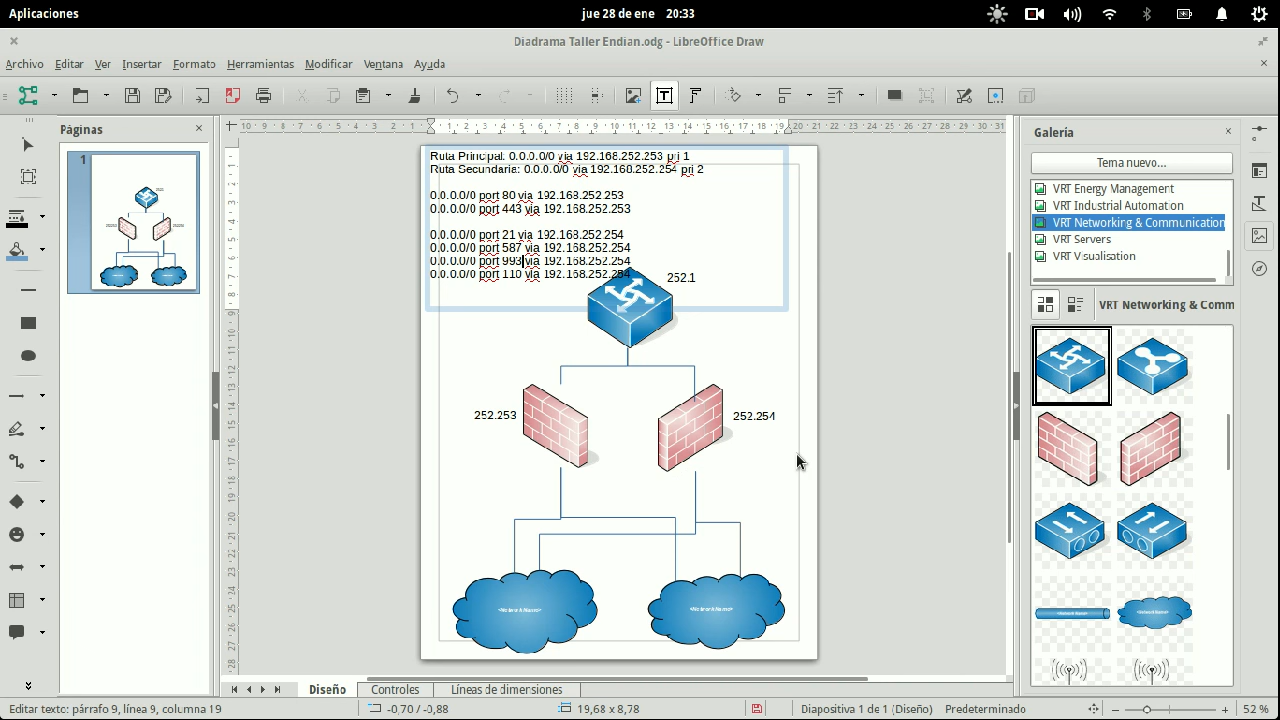 Aplicaciones
jue 28 de ene 20:33
Diadrama Taller Endian.odg - LibreOffice Draw
Archivo Editar Ver Insertar Formato Herramientas Modificar Ventana Ayuda
Páginas
1
Ruta Principal: 0.0.0.0/0 via 192.168.252.253 pri 1
Ruta Secundaria: 0.0.0.0/0 via 192.168.252.254 pri 2
0.0.0.0/0 port 80 via 192.168.252.253
0.0.0.0/0 port 443 via 192.168.252.253
0.0.0.0/0 port 21 via 192.168.252.254
0.0.0.0/0 port 587 via 192.168.252.254
0.0.0.0/0 port 993 via 192.168.252.254
0.0.0.0/0 port 110 via 192.168.252.254
252.1
252.253
252.254
<Network Name>
<Network Name>
Galería
Tema nuevo...
VRT Energy Management
VRT Industrial Automation
VRT Networking & Communication
VRT Servers
VRT Visualisation
VRT Networking & Comm
Diseño Controles Líneas de dimensiones
Editar texto: párrafo 9, línea 9, columna 19
-0,70 / -0,88
19,68 x 8,78
Diapositiva 1 de 1 (Diseño)
Predeterminado
52 %